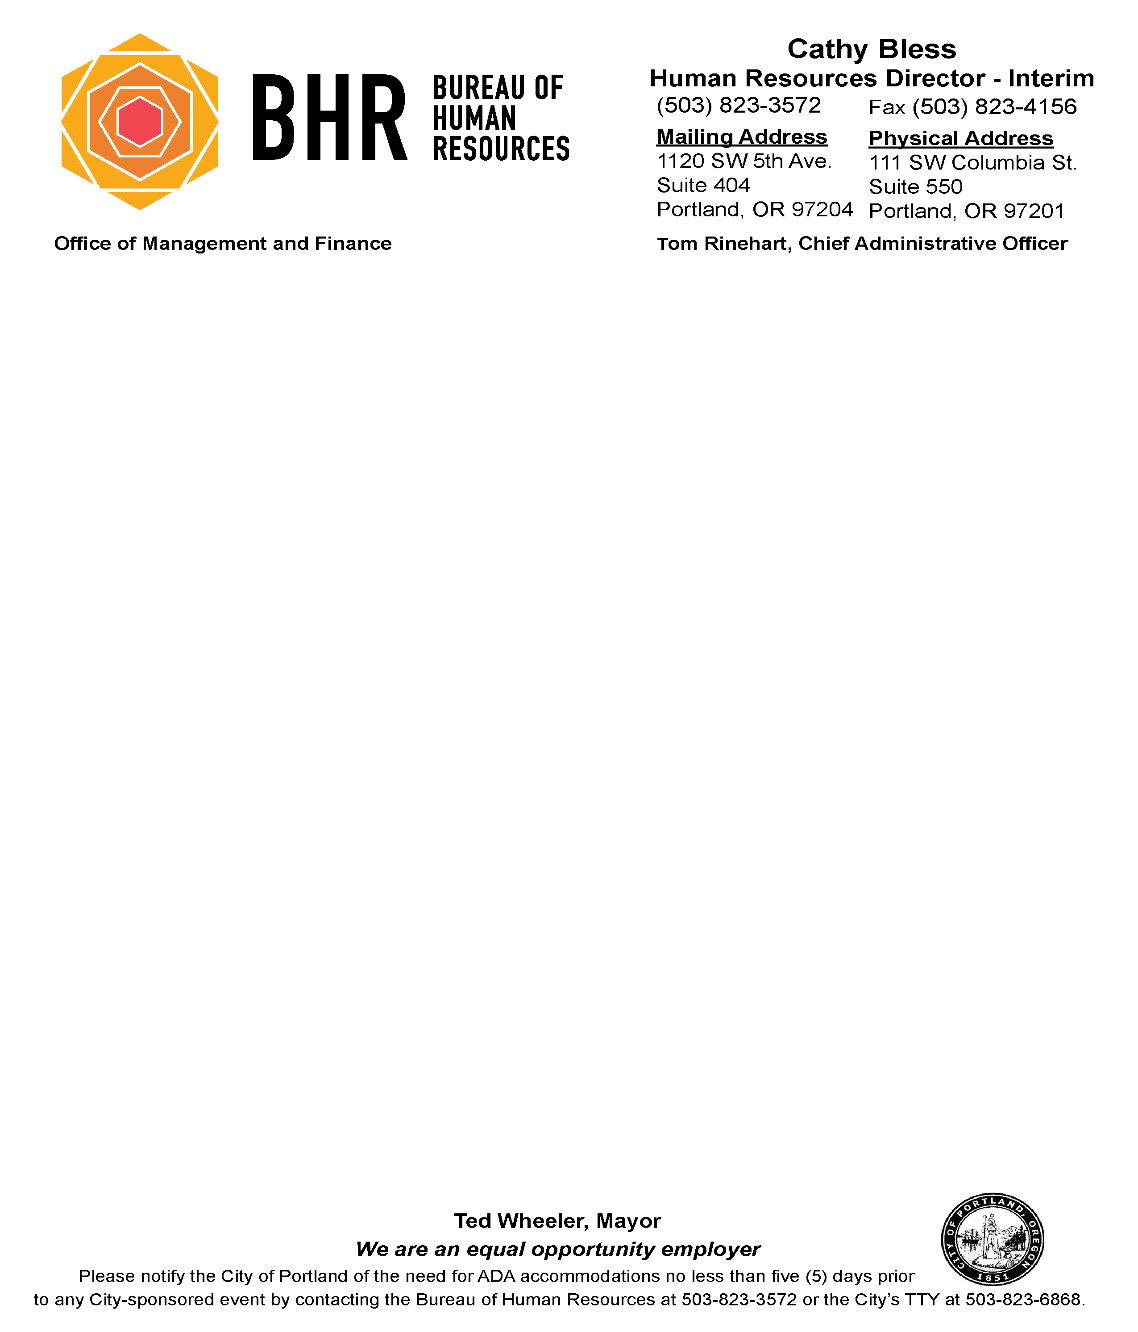 BHR
BUREAU OF
HUMAN
RESOURCES
Office of Management and Finance
Cathy Bless
Human Resources Director - Interim
(503) 823-3572 Fax (503) 823-4156
Mailing Address Physical Address
1120 SW 5th Ave. 111 SW Columbia St.
Suite 404 Suite 550
Portland, OR 97204 Portland, OR 97201
Tom Rinehart, Chief Administrative Officer
Ted Wheeler, Mayor
We are an equal opportunity employer
Please notify the City of Portland of the need for ADA accommodations no less than five (5) days prior
to any City-sponsored event by contacting the Bureau of Human Resources at 503-823-3572 or the City’s TTY at 503-823-6868.
CITY OF PORTLAND, OREGON
1851